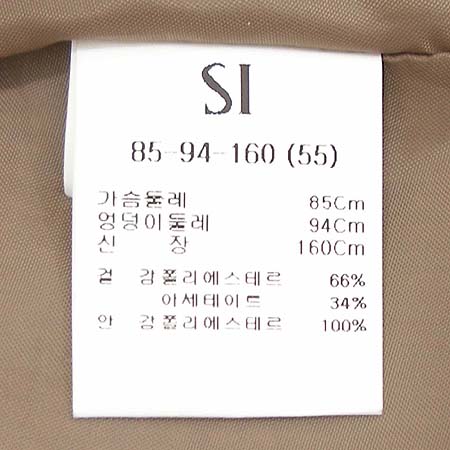 SI
85-94-160 (55)
가슴둘레 85Cm
엉덩이둘레 94Cm
신 장 160Cm
겉 감폴리에스테르 66%
아세테이트 34%
안 감폴리에스테르 100%